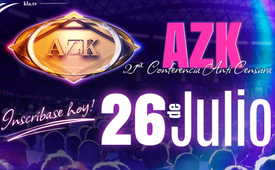 kla.tv
AZK
AZK
21ª Conferencia Anti Censura
Inscríbase hoy!
26 de Julio